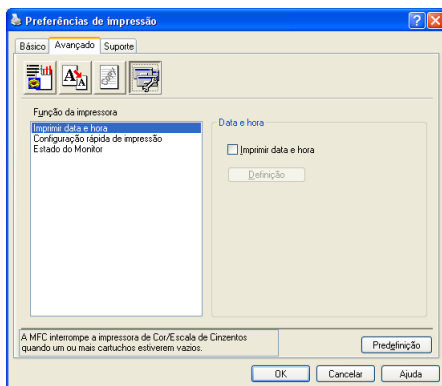 Preferências de impressão
Básico Avançado Suporte
Função da impressora
Imprimir data e hora
Configuração rápida de impressão
Estado do Monitor
Data e hora
Imprimir data e hora
Definição
A MFC interrompe a impressora de Cor/Escala de Cinzentos
quando um ou mais cartuchos estiverem vazios.
Predefinição
OK Cancelar Ajuda